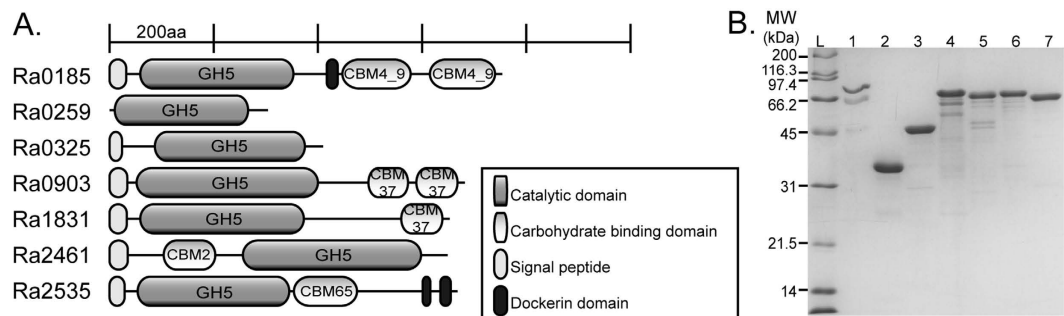 A.
200aa
Ra0185 GH5 CBM4_9 CBM4_9
Ra0259 GH5
Ra0325 GH5
Ra0903 GH5 CBM 37 CBM 37
Ra1831 GH5 CBM 37
Ra2461 CBM2 GH5
Ra2535 GH5 CBM65
Catalytic domain
Carbohydrate binding domain
Signal peptide
Dockerin domain
B.
MW
(kDa) L 1 2 3 4 5 6 7
200
116.3
97.4
66.2
45
31
21.5
14